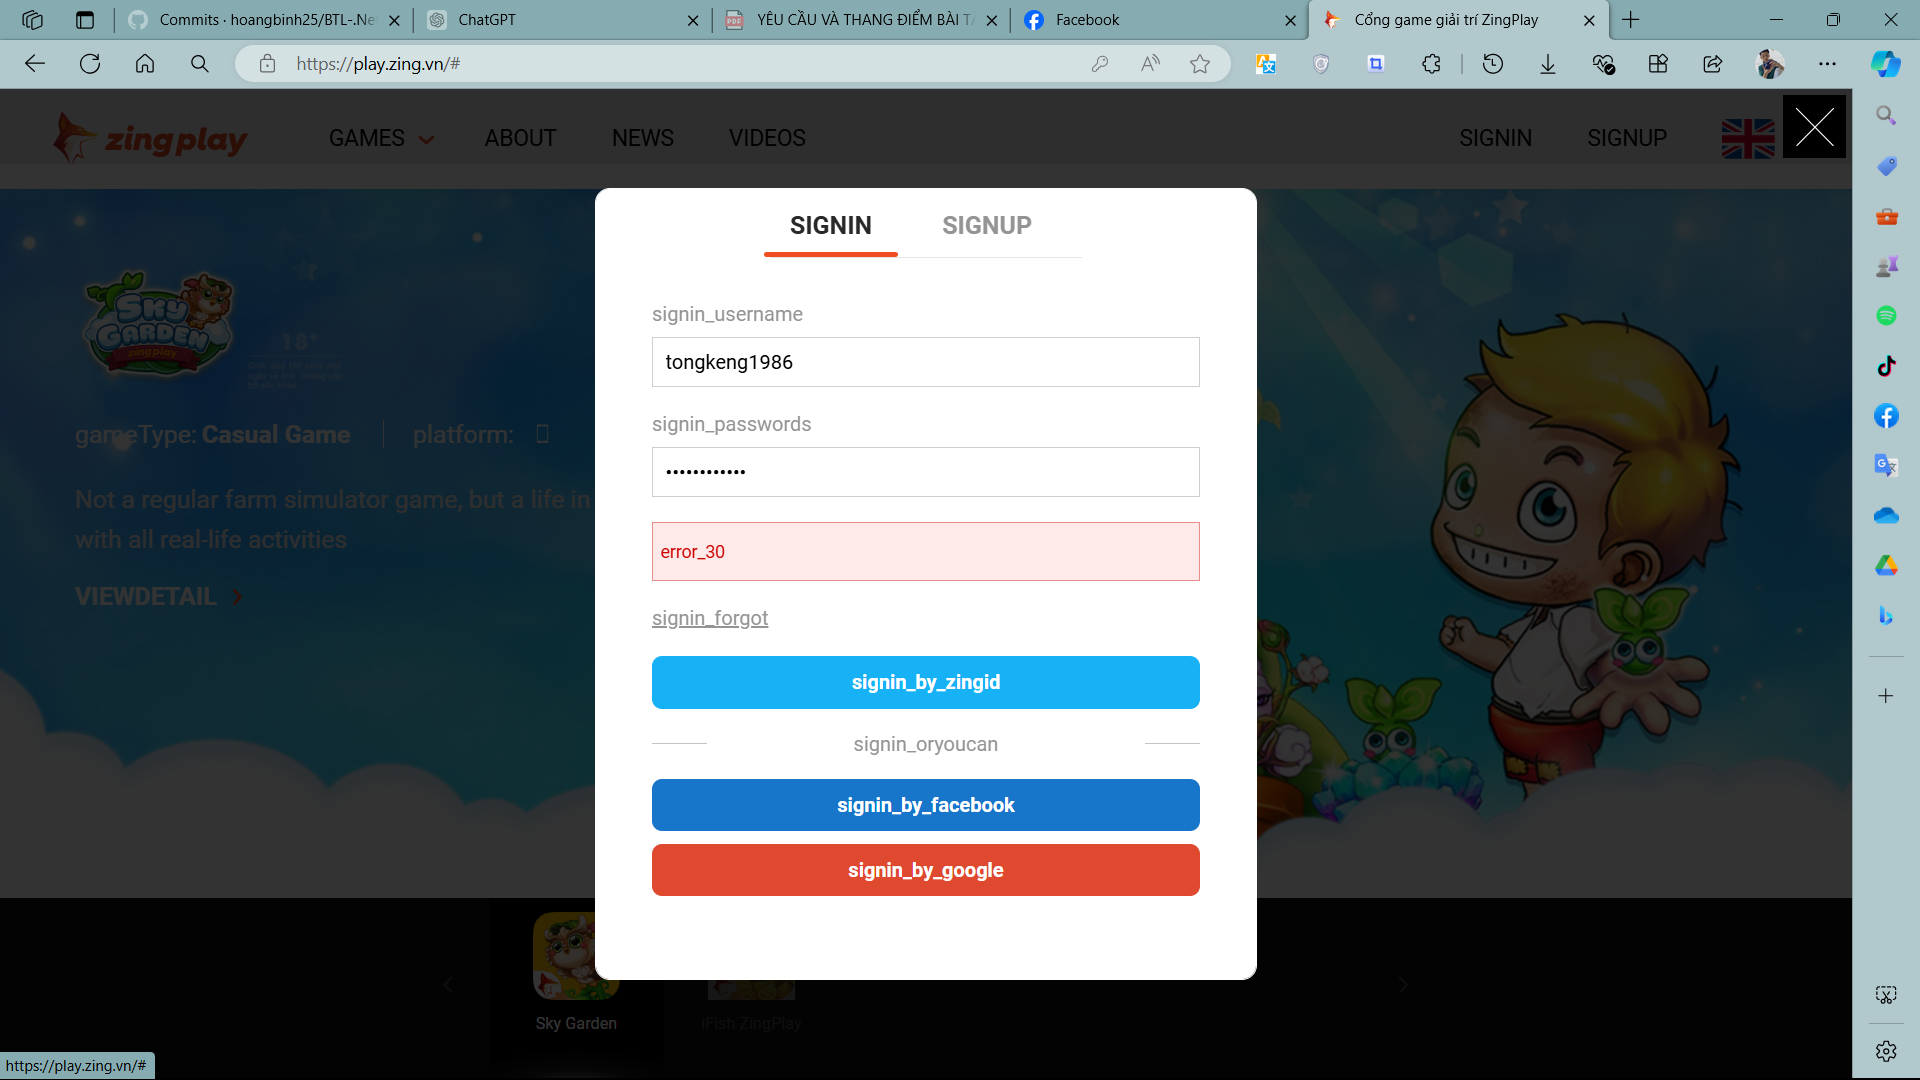 Commits · hoangbinh25/BTL-.Ne
ChatGPT
YÊU CẦU VÀ THANG ĐIỂM BÀI TẬ
Facebook
Cổng game giải trí ZingPlay
https://play.zing.vn/#
zingplay
GAMES
ABOUT
NEWS
VIDEOS
SIGNIN
SIGNUP
SIGNIN
SIGNUP
SKY
GARDEN
zing play
18+
gameType: Casual Game
platform:
Not a regular farm simulator game, but a life in
with all real-life activities
VIEWDETAIL
signin_username
tongkeng1986
signin_passwords
••••••••••••
error_30
signin_forgot
signin_by_zingid
signin_oryoucan
signin_by_facebook
signin_by_google
Sky Garden
iFish ZingPlay
https://play.zing.vn/#